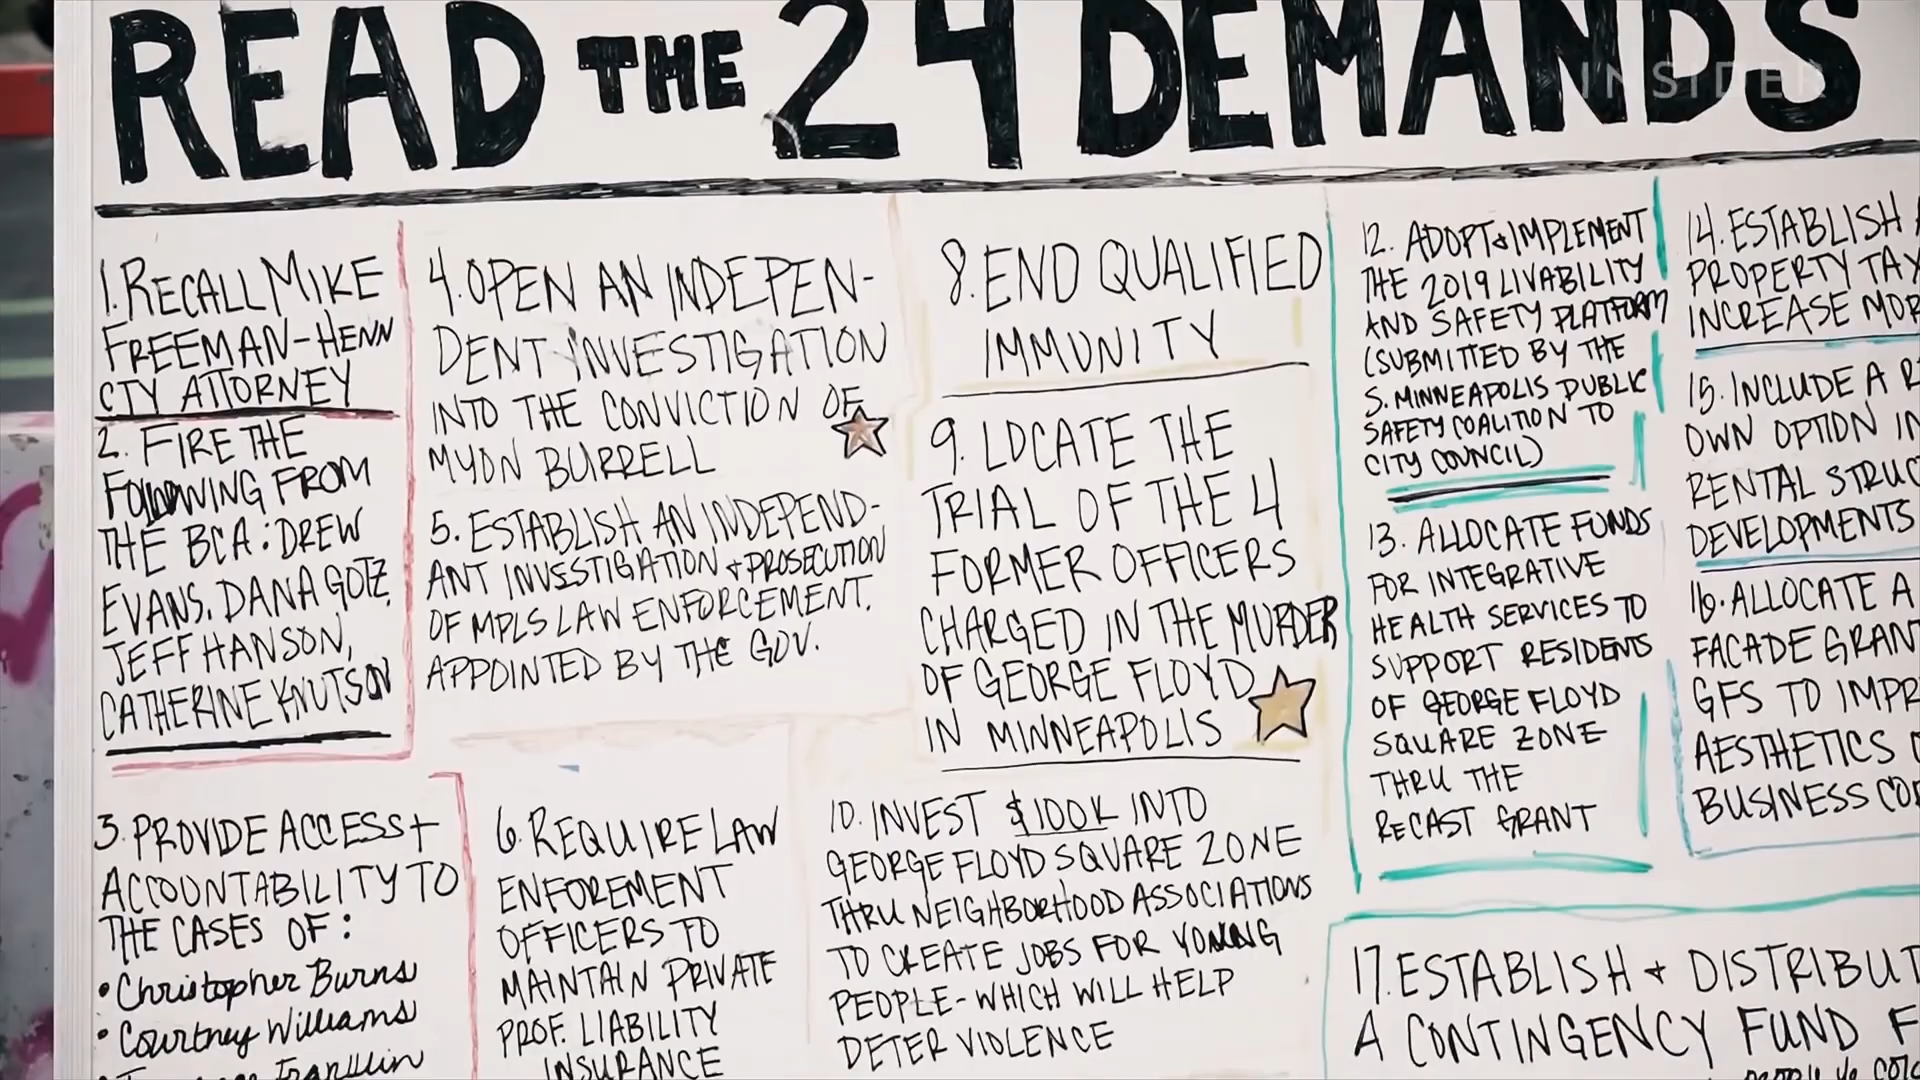 READ THE 24 DEMANDS
INSIDER
1. RECALL MIKE
FREEMAN-HENN
CTY ATTORNEY
2. FIRE THE
FOLLOWING FROM
THE BCA: DREW
EVANS, DANA GOTZ,
JEFF HANSON,
CATHERINE KNUTSON
3. PROVIDE ACCESS +
ACCOUNTABILITY TO
THE CASES OF:
• Christopher Burns
• Courtney Williams
Franklin
4. OPEN AN INDEPEN-
DENT INVESTIGATION
INTO THE CONVICTION OF
MYON BURRELL
5. ESTABLISH AN INDEPEND-
ANT INVSSTIGATION + PROSECUTION
OF MPLS LAW ENFORCEMENT,
APPOINTED BY THE GOV.
6. REQUIRE LAW
ENFOREMENT
OFFICERS TO
MAINTAIN PRIVATE
PROF. LIABILITY
INSURANCE
8. END QUALIFIED
IMMUNITY
9. LOCATE THE
TRIAL OF THE 4
FORMER OFFICERS
CHARGED IN THE MURDER
OF GEORGE FLOYD
IN MINNEAPOLIS
10. INVEST $100K INTO
GEORGE FLOYD SQUARE ZONE
THRU NEIGHBORHOOD ASSOCIATIONS
TO CREATE JOBS FOR YOUNG
PEOPLE-WHICH WILL HELP
DETER VIOLENCE
12. ADOPT & IMPLEMENT
THE 2019 LIVABILITY
AND SAFETY PLATFORM
(SUBMITTED BY THE
S. MINNEAPOLIS PUBLIC
SAFETY COALITION TO
CITY COUNCIL)
13. ALLOCATE FUNDS
FOR INTEGRATIVE
HEALTH SERVICES TO
SUPPORT RESIDENTS
OF GEORGE FLOYD
SQUARE ZONE
THRU THE
RECAST GRANT
14. ESTABLISH A
PROPERTY TAX
INCREASE MOR
15. INCLUDE A R
OWN OPTION IN
RENTAL STRUC
DEVELOPMENTS
16. ALLOCATE A
FACADE GRANT
GFS TO IMPR
AESTHETICS
BUSINESS COR
17. ESTABLISH + DISTRIBUT
A CONTINGENCY FUND F